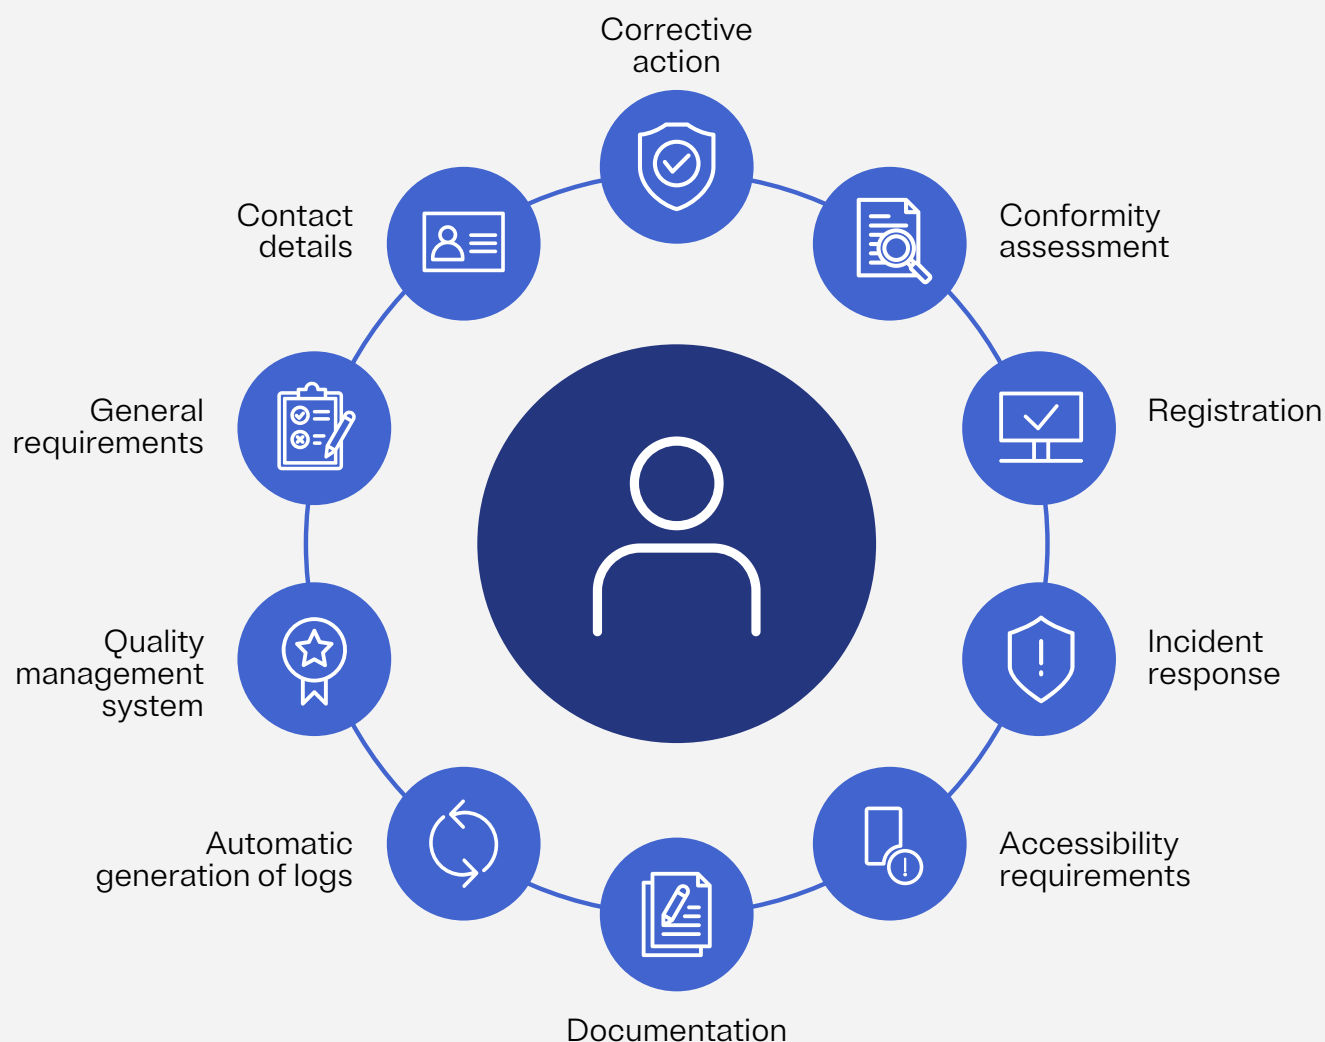 Corrective
action
Contact
details
Conformity
assessment
General
requirements
Registration
Quality
management
system
Incident
response
Automatic
generation of logs
Accessibility
requirements
Documentation